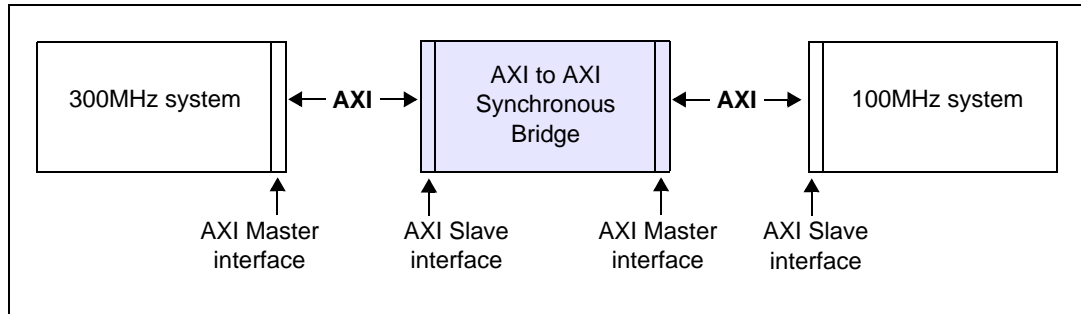 300MHz system
AXI
AXI to AXI
Synchronous
Bridge
AXI
100MHz system
AXI Master
interface
AXI Slave
interface
AXI Master
interface
AXI Slave
interface